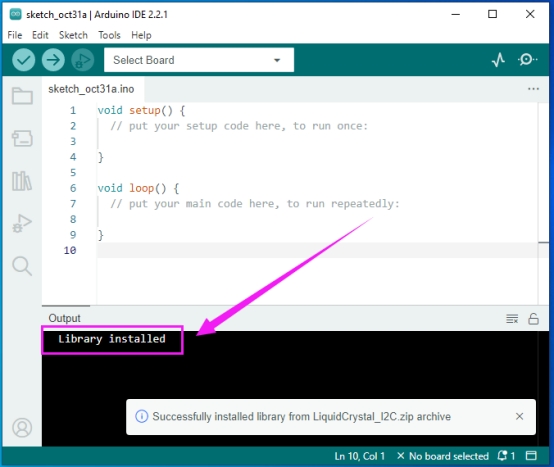 sketch_oct31a | Arduino IDE 2.2.1
File Edit Sketch Tools Help
Select Board
sketch_oct31a.ino
1 void setup() {
2 // put your setup code here, to run once:
3
4 }
5
6 void loop() {
7 // put your main code here, to run repeatedly:
8
9 }
10
Output
Library installed
Successfully installed library from LiquidCrystal_I2C.zip archive
Ln 10, Col 1 No board selected 1